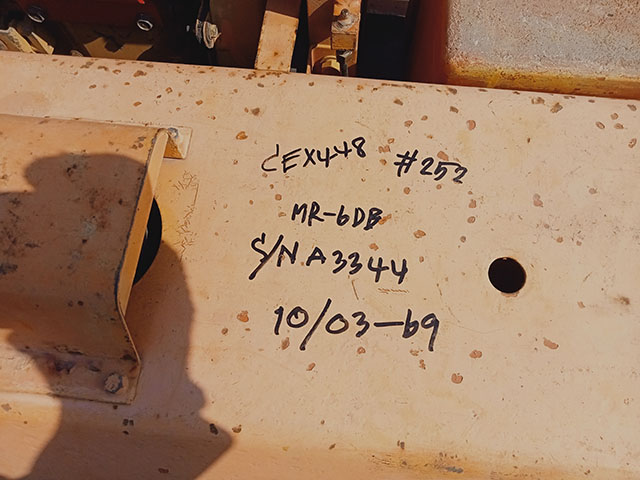 CEX448 #252
MR-6DB
S/N A3344
10/03-69